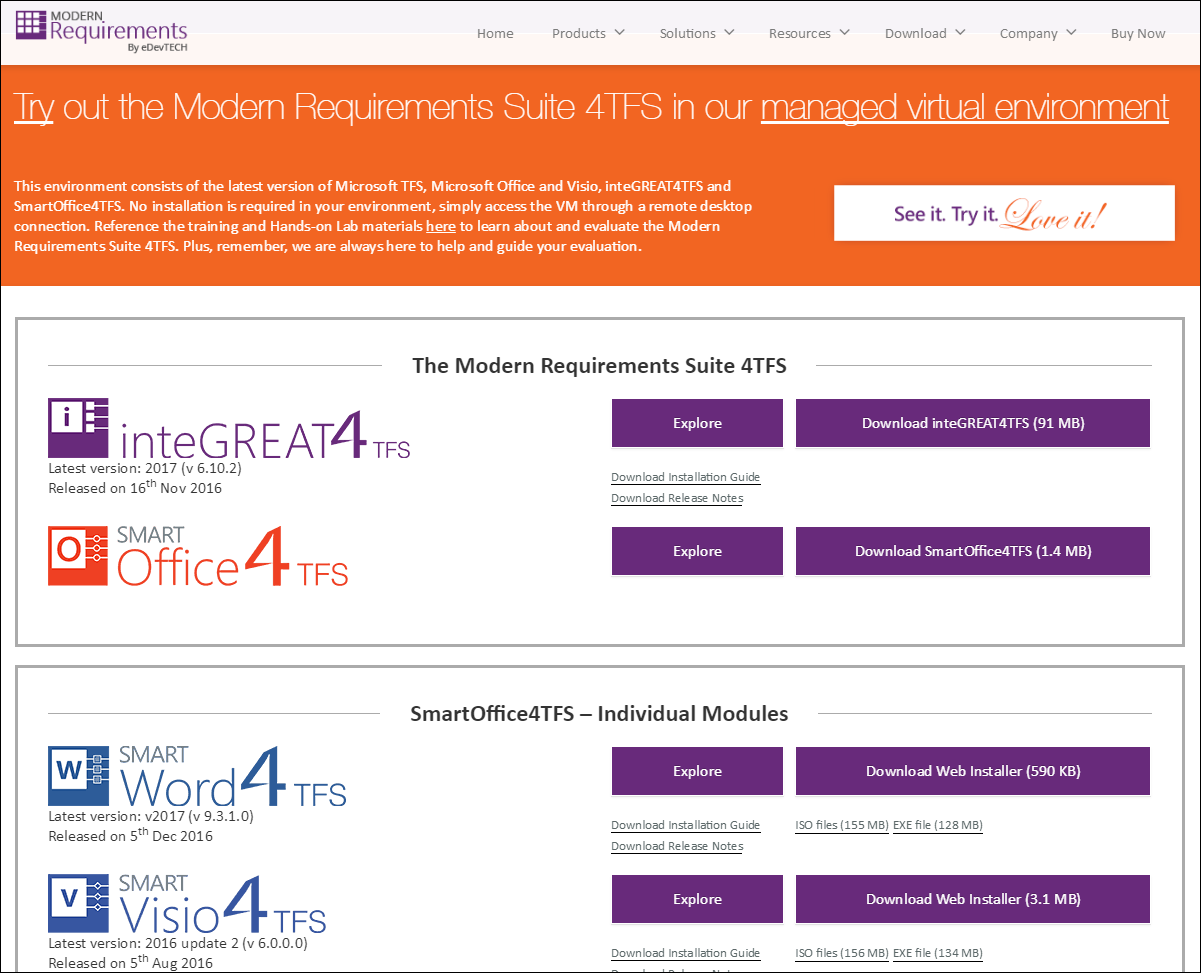 MODERN
Requirements
By eDevTECH
Home Products Solutions Resources Download Company Buy Now
Try out the Modern Requirements Suite 4TFS in our managed virtual environment
This environment consists of the latest version of Microsoft TFS, Microsoft Office and Visio, inteGREAT4TFS and
SmartOffice4TFS. No installation is required in your environment, simply access the VM through a remote desktop
connection. Reference the training and Hands-on Lab materials here to learn about and evaluate the Modern
Requirements Suite 4TFS. Plus, remember, we are always here to help and guide your evaluation.
See it. Try it. Love it!
The Modern Requirements Suite 4TFS
i inteGREAT4TFS
Latest version: 2017 (v 6.10.2)
Released on 16th Nov 2016
Explore Download inteGREAT4TFS (91 MB)
Download Installation Guide
Download Release Notes
O SMART
Office4TFS
Explore Download SmartOffice4TFS (1.4 MB)
SmartOffice4TFS – Individual Modules
W SMART
Word4TFS
Latest version: v2017 (v 9.3.1.0)
Released on 5th Dec 2016
Explore Download Web Installer (590 KB)
Download Installation Guide ISO files (155 MB) EXE file (128 MB)
Download Release Notes
V SMART
Visio4TFS
Latest version: 2016 update 2 (v 6.0.0.0)
Released on 5th Aug 2016
Explore Download Web Installer (3.1 MB)
Download Installation Guide ISO files (156 MB) EXE file (134 MB)